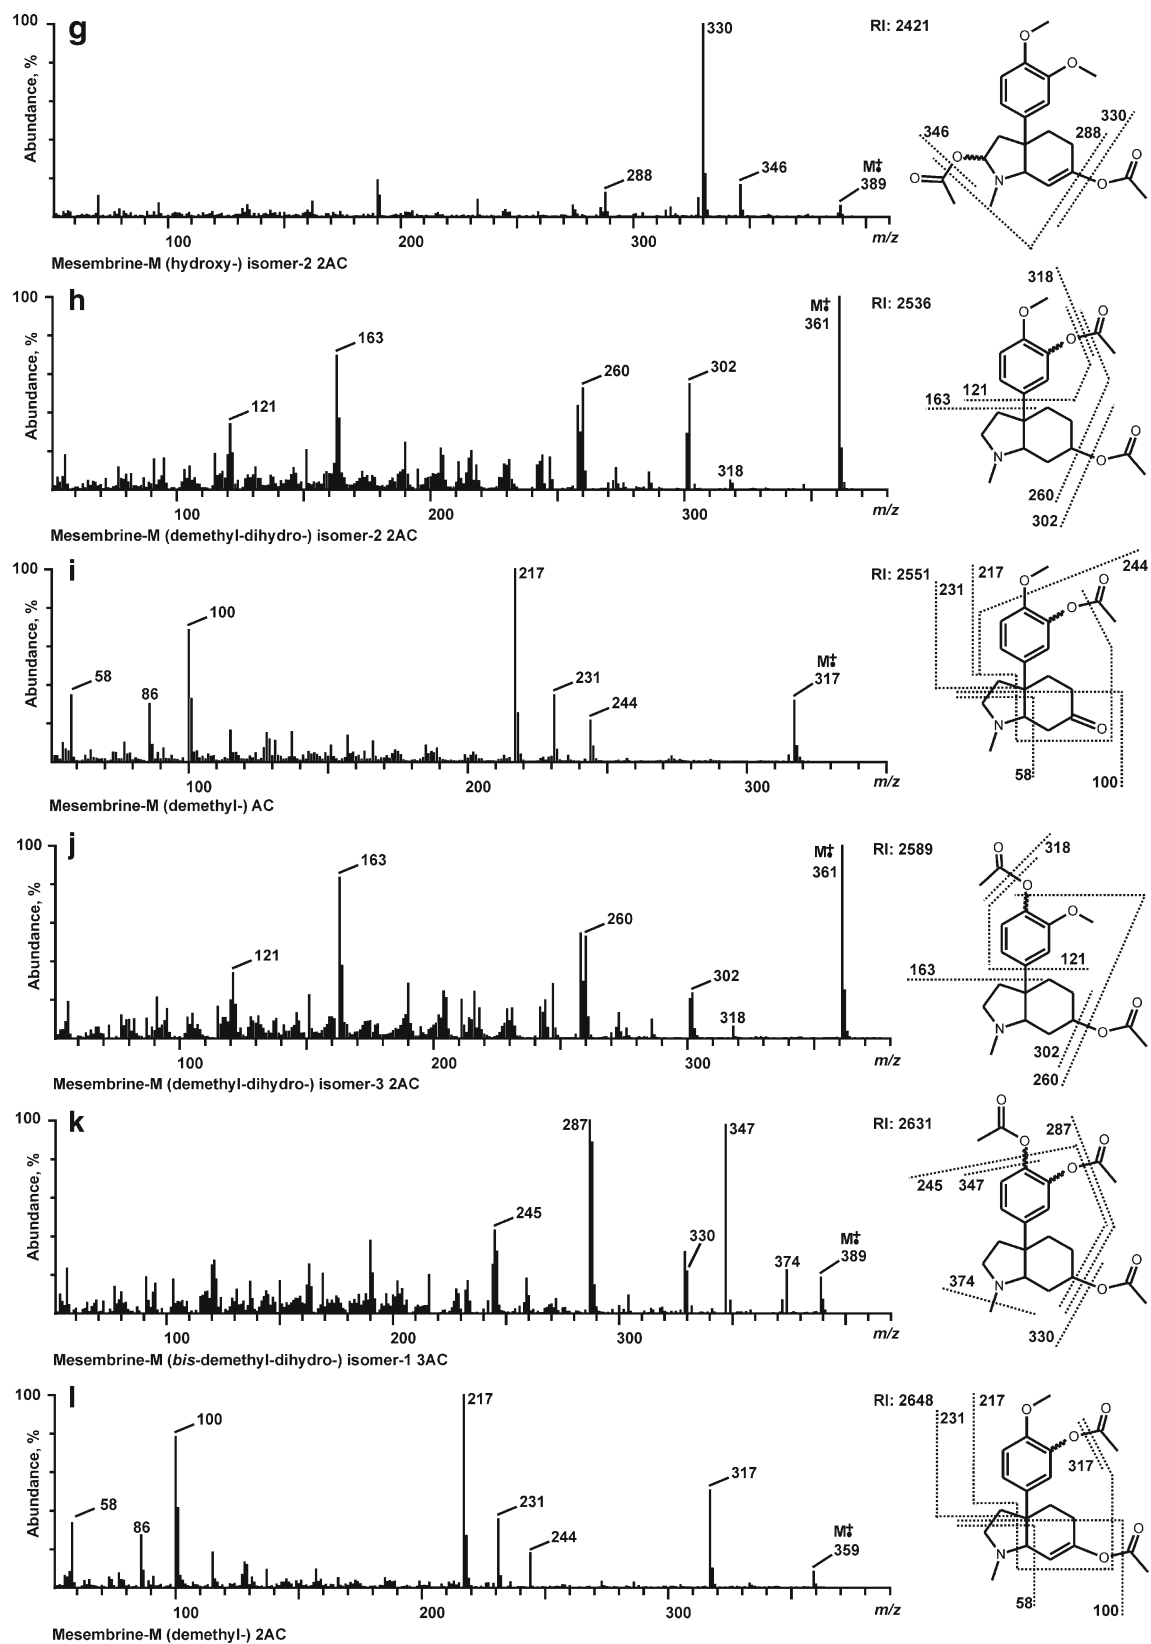 g
100
Abundance, %
330
288
346
M+•
389
100
200
300
m/z
RI: 2421
346
288
330
O
O
O
O
N
O
O
Mesembrine-M (hydroxy-) isomer-2 2AC
h
100
Abundance, %
121
163
260
302
318
M+•
361
100
200
300
m/z
RI: 2536
318
163
121
260
302
O
O
O
N
O
O
Mesembrine-M (demethyl-dihydro-) isomer-2 2AC
i
100
Abundance, %
58
86
100
217
231
244
M+•
317
100
200
300
m/z
RI: 2551
231
217
244
58
100
O
O
O
N
O
Mesembrine-M (demethyl-) AC
j
100
Abundance, %
121
163
260
302
318
M+•
361
100
200
300
m/z
RI: 2589
318
163
121
302
260
O
O
O
N
O
O
Mesembrine-M (demethyl-dihydro-) isomer-3 2AC
k
100
Abundance, %
245
287
330
347
374
M+•
389
100
200
300
m/z
RI: 2631
287
245
347
374
330
O
O
O
O
N
O
O
Mesembrine-M (bis-demethyl-dihydro-) isomer-1 3AC
l
100
Abundance, %
58
86
100
217
231
244
317
M+•
359
100
200
300
m/z
RI: 2648
231
217
317
58
100
O
O
O
N
O
O
Mesembrine-M (demethyl-) 2AC